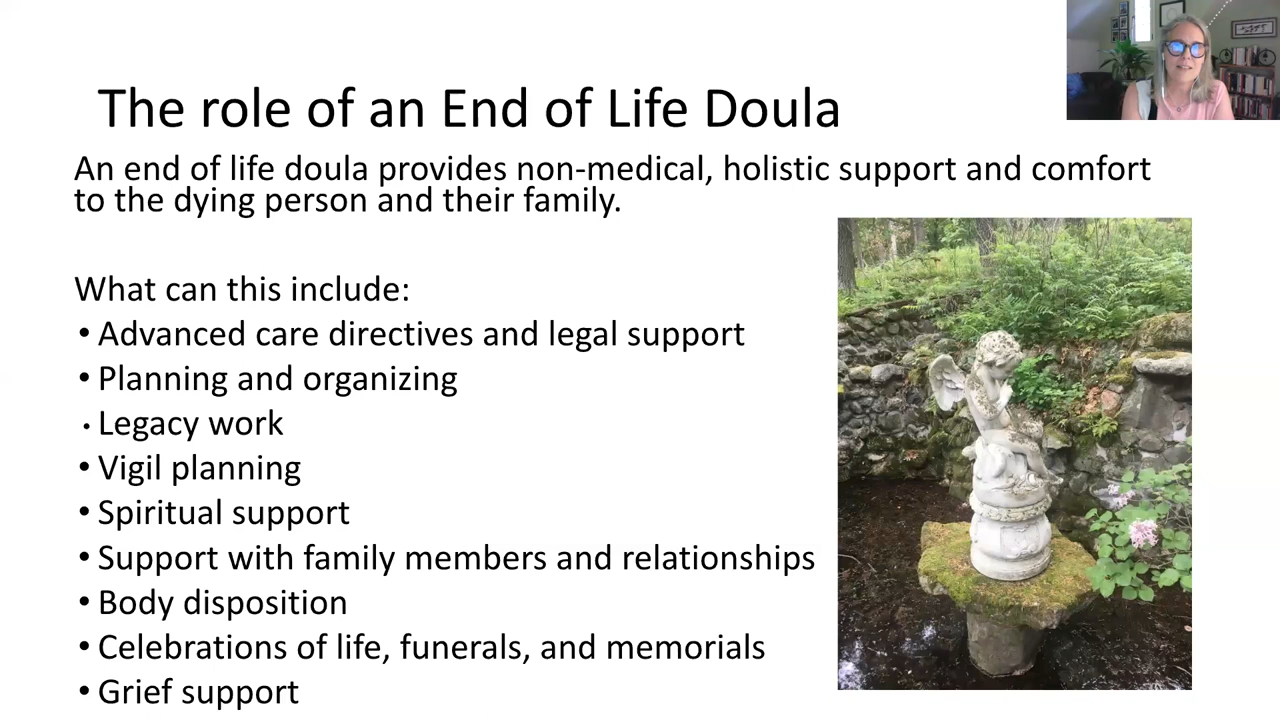 The role of an End of Life Doula
An end of life doula provides non-medical, holistic support and comfort
to the dying person and their family.
What can this include:
• Advanced care directives and legal support
• Planning and organizing
• Legacy work
• Vigil planning
• Spiritual support
• Support with family members and relationships
• Body disposition
• Celebrations of life, funerals, and memorials
• Grief support